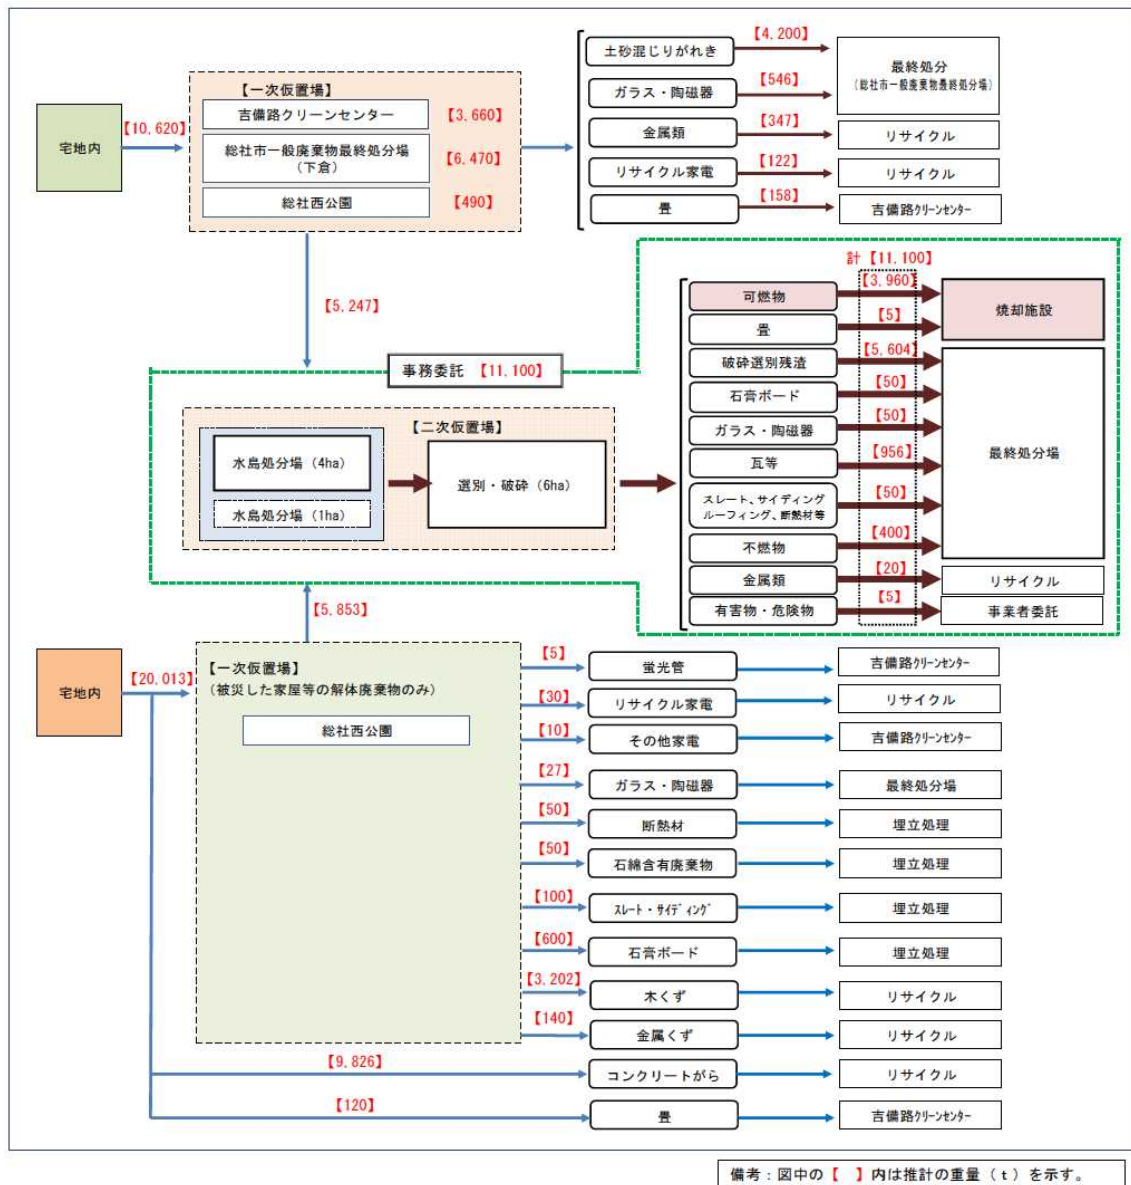 宅地内
【10,620】
【一次仮置場】
吉備路クリーンセンター
【3,660】
総社市一般廃棄物最終処分場
（下倉）
【6,470】
総社西公園
【490】
土砂混じりがれき
【4,200】
ガラス・陶磁器
【546】
最終処分
（総社市一般廃棄物最終処分場）
金属類
【347】
リサイクル
リサイクル家電
【122】
リサイクル
畳
【158】
吉備路ｸﾘｰﾝｾﾝﾀｰ
【5,247】
事務委託 【11,100】
【二次仮置場】
水島処分場（4ha）
水島処分場（1ha）
選別・破砕（6ha）
計【11,100】
可燃物
【3,960】
焼却施設
畳
【5】
破砕選別残渣
【5,604】
石膏ボード
【50】
ガラス・陶磁器
【50】
瓦等
【956】
最終処分場
スレート、サイディング
ルーフィング、断熱材等
【50】
不燃物
【400】
金属類
【20】
リサイクル
有害物・危険物
【5】
事業者委託
【5,853】
宅地内
【20,013】
【一次仮置場】
（被災した家屋等の解体廃棄物のみ）
総社西公園
【5】
蛍光管
吉備路ｸﾘｰﾝｾﾝﾀｰ
【30】
リサイクル家電
リサイクル
【10】
その他家電
吉備路ｸﾘｰﾝｾﾝﾀｰ
【27】
ガラス・陶磁器
最終処分場
【50】
断熱材
埋立処理
【50】
石綿含有廃棄物
埋立処理
【100】
ｽﾚｰﾄ・ｻｲﾃﾞｨﾝｸﾞ
埋立処理
【600】
石膏ボード
埋立処理
【3,202】
木くず
リサイクル
【140】
金属くず
リサイクル
【9,826】
コンクリートがら
リサイクル
【120】
畳
吉備路ｸﾘｰﾝｾﾝﾀｰ
備考：図中の【　】内は推計の重量（ｔ）を示す。